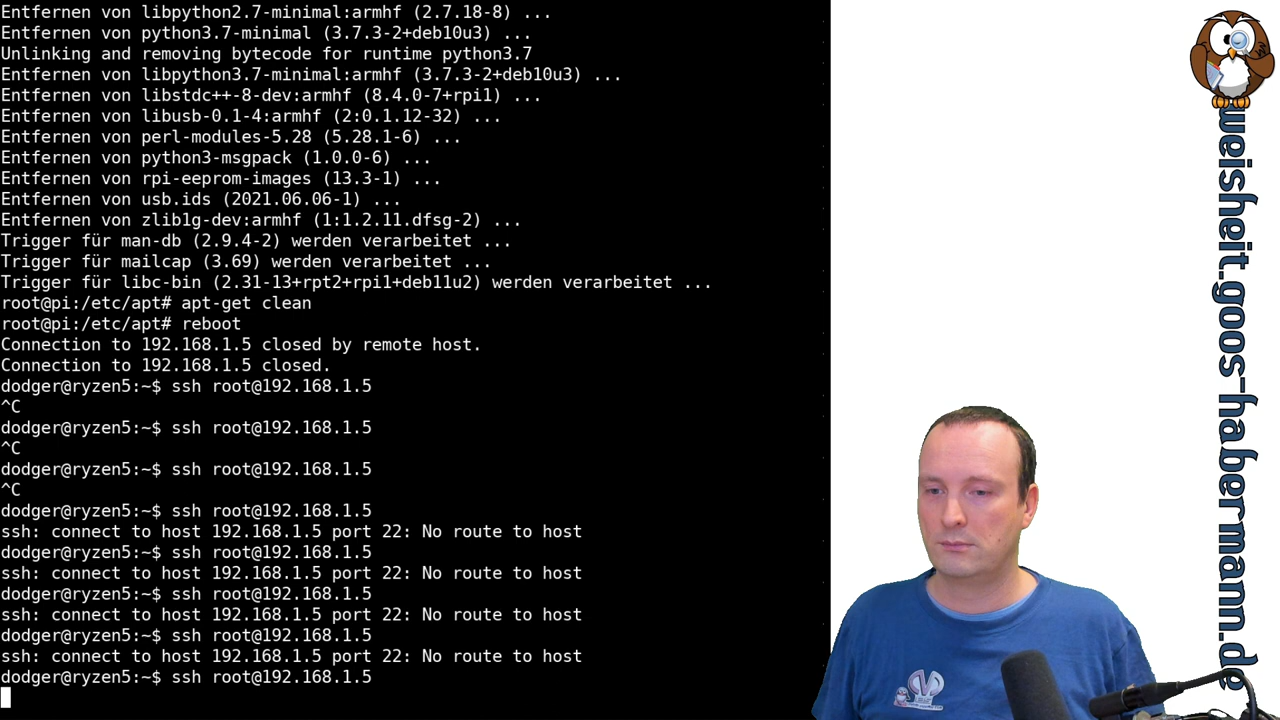 Entfernen von libpython2.7-minimal:armhf (2.7.18-8) ...
Entfernen von python3.7-minimal (3.7.3-2+deb10u3) ...
Unlinking and removing bytecode for runtime python3.7
Entfernen von libpython3.7-minimal:armhf (3.7.3-2+deb10u3) ...
Entfernen von libstdc++-8-dev:armhf (8.4.0-7+rpi1) ...
Entfernen von libusb-0.1-4:armhf (2:0.1.12-32) ...
Entfernen von perl-modules-5.28 (5.28.1-6) ...
Entfernen von python3-msgpack (1.0.0-6) ...
Entfernen von rpi-eeprom-images (13.3-1) ...
Entfernen von usb.ids (2021.06.06-1) ...
Entfernen von zlib1g-dev:armhf (1:1.2.11.dfsg-2) ...
Trigger für man-db (2.9.4-2) werden verarbeitet ...
Trigger für mailcap (3.69) werden verarbeitet ...
Trigger für libc-bin (2.31-13+rpt2+rpi1+deb11u2) werden verarbeitet ...
root@pi:/etc/apt# apt-get clean
root@pi:/etc/apt# reboot
Connection to 192.168.1.5 closed by remote host.
Connection to 192.168.1.5 closed.
dodger@ryzen5:~$ ssh root@192.168.1.5
^C
dodger@ryzen5:~$ ssh root@192.168.1.5
^C
dodger@ryzen5:~$ ssh root@192.168.1.5
^C
dodger@ryzen5:~$ ssh root@192.168.1.5
ssh: connect to host 192.168.1.5 port 22: No route to host
dodger@ryzen5:~$ ssh root@192.168.1.5
ssh: connect to host 192.168.1.5 port 22: No route to host
dodger@ryzen5:~$ ssh root@192.168.1.5
ssh: connect to host 192.168.1.5 port 22: No route to host
dodger@ryzen5:~$ ssh root@192.168.1.5
ssh: connect to host 192.168.1.5 port 22: No route to host
dodger@ryzen5:~$ ssh root@192.168.1.5
weisheit.goos-habermann.de